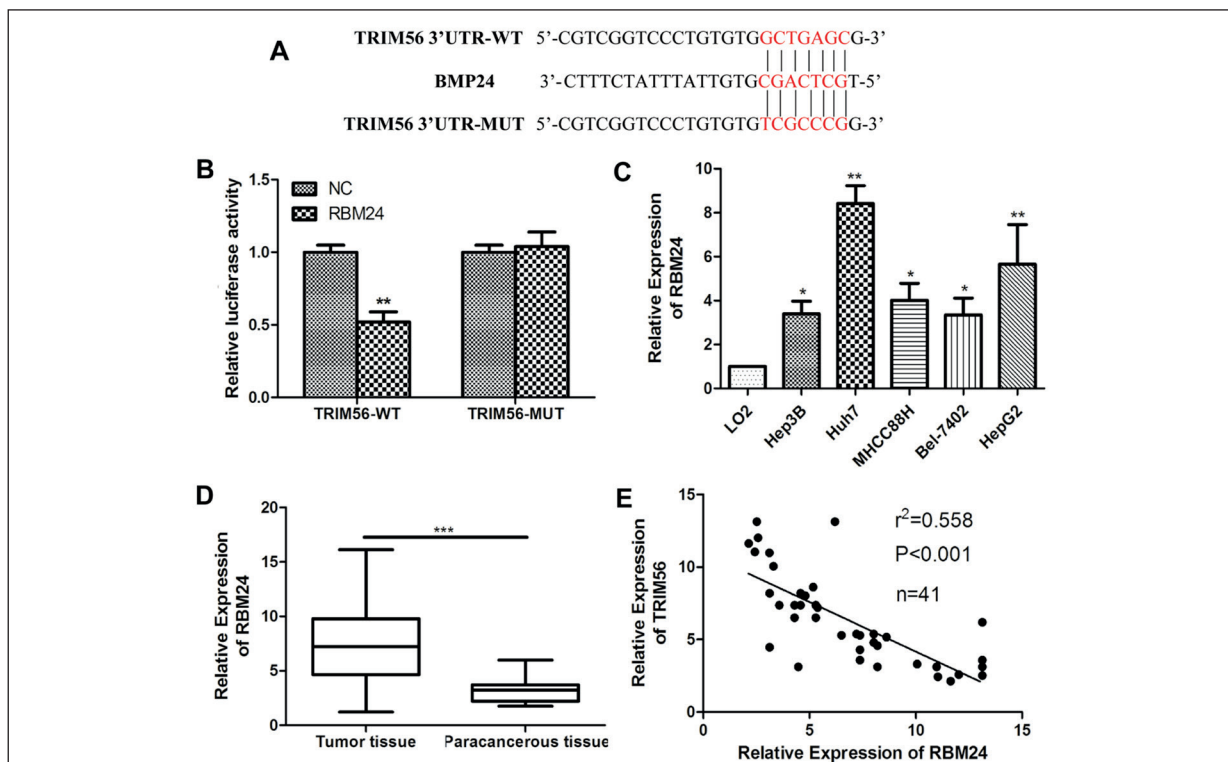 A
TRIM56 3’UTR-WT 5’-CGTCGGTCCCTGTGTGGCTGAGCG-3’
BMP24 3’-CTTTCTATTTATTGTGCGACTCGT-5’
TRIM56 3’UTR-MUT 5’-CGTCGGTCCCTGTGTGTCGCCCGG-3’
B
Relative luciferase activity
1.5
1.0
0.5
0.0
NC
RBM24
**
TRIM56-WT
TRIM56-MUT
C
Relative Expression
of RBM24
10
8
6
4
2
0
*
**
*
*
**
LO2
Hep3B
Huh7
MHCC88H
Bel-7402
HepG2
D
Relative Expression
of RBM24
20
15
10
5
0
***
Tumor tissue
Paracancerous tissue
E
Relative Expression
of TRIM56
15
10
5
0
r²=0.558
P<0.001
n=41
0
5
10
15
Relative Expression of RBM24